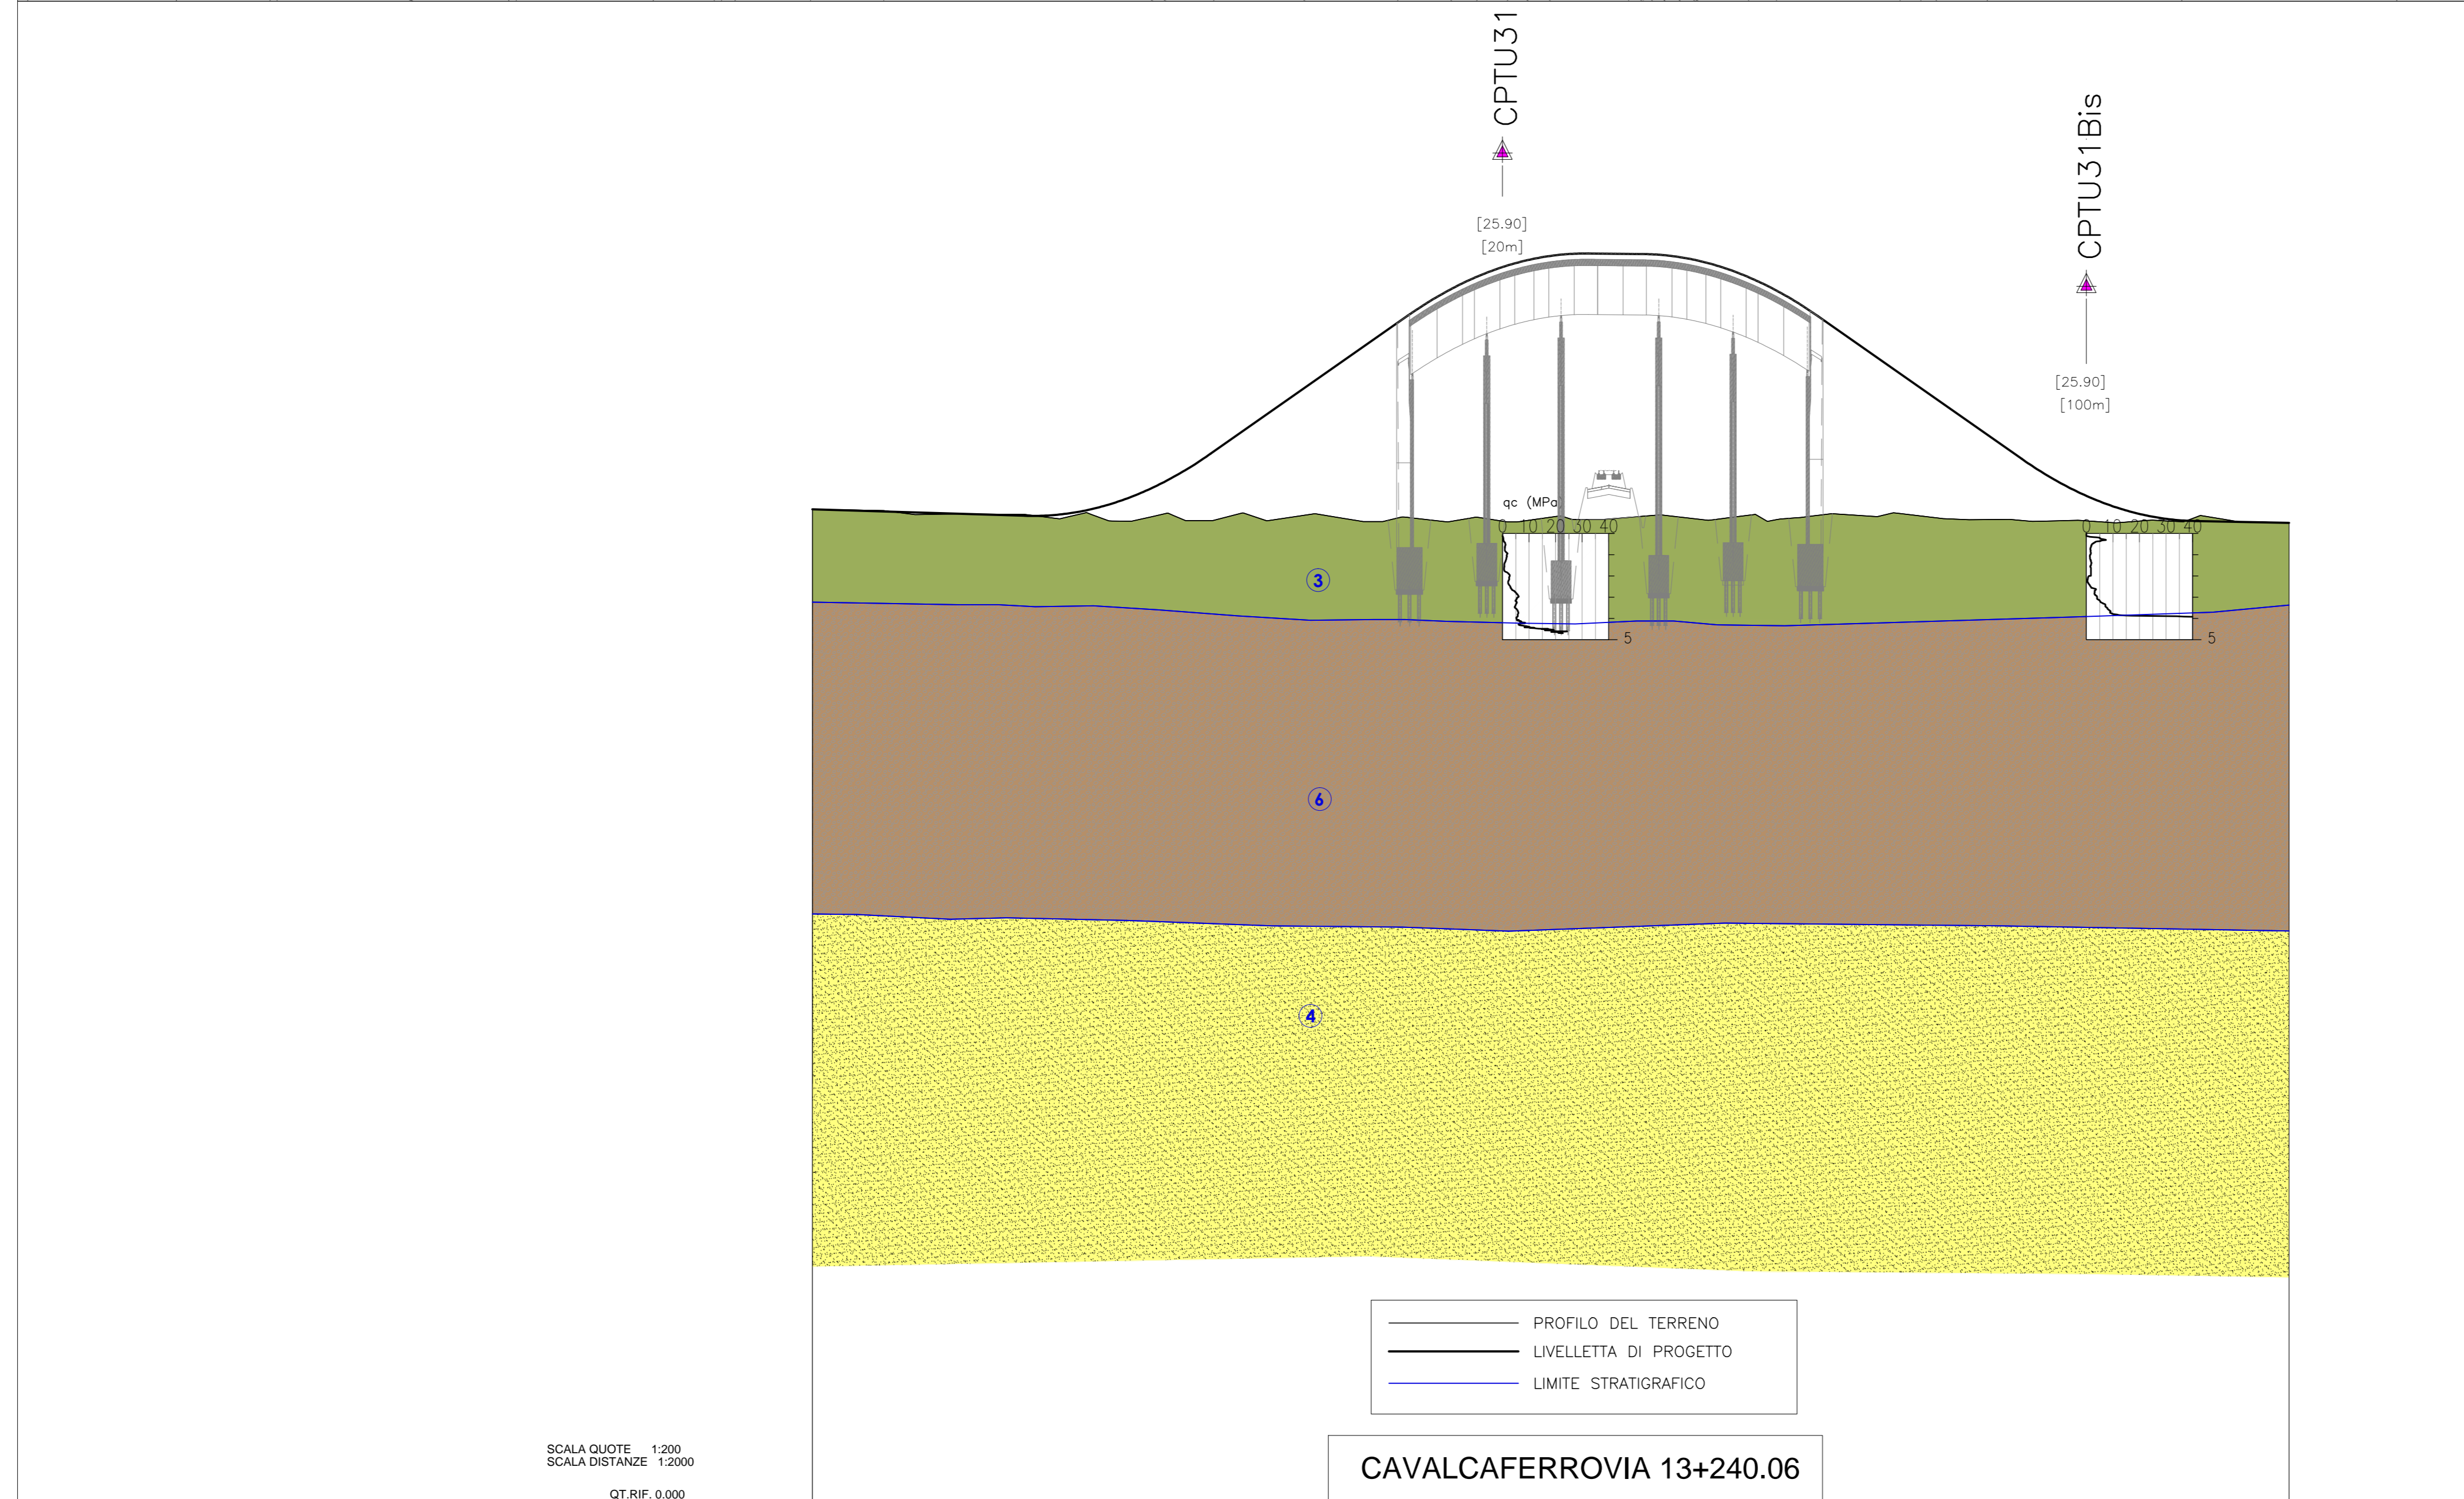 CPTU31
[25.90]
[20m]
CPTU31Bis
[25.90]
[100m]
qc (MPa)
0 10 20 30 40
5
0 10 20 30 40
5
3
6
4
PROFILO DEL TERRENO
LIVELLETTA DI PROGETTO
LIMITE STRATIGRAFICO
SCALA QUOTE 1:200
SCALA DISTANZE 1:2000
QT.RIF. 0.000
CAVALCAFERROVIA 13+240.06